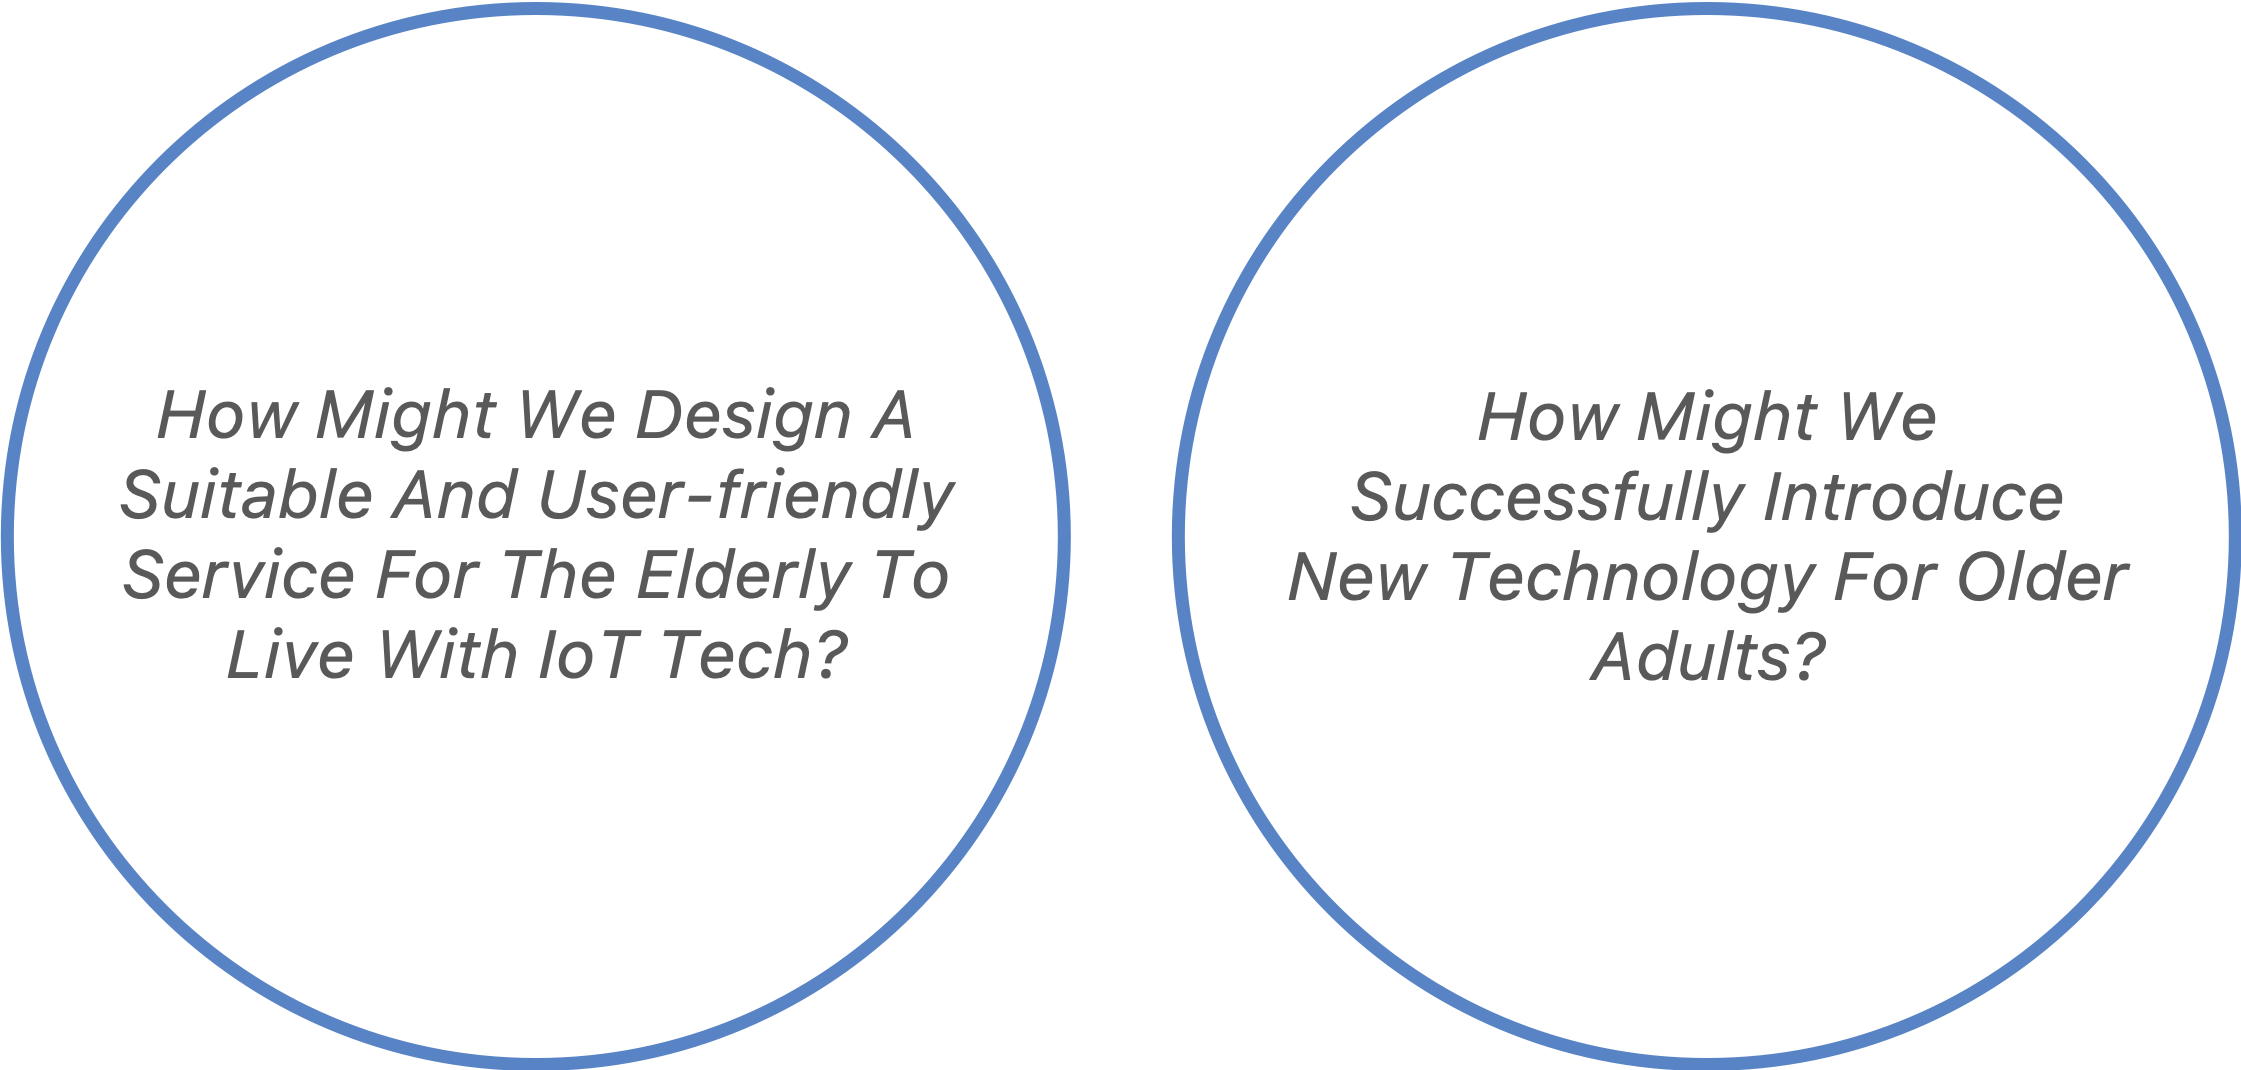 How Might We Design A
Suitable And User-friendly
Service For The Elderly To
Live With IoT Tech?
How Might We
Successfully Introduce
New Technology For Older
Adults?